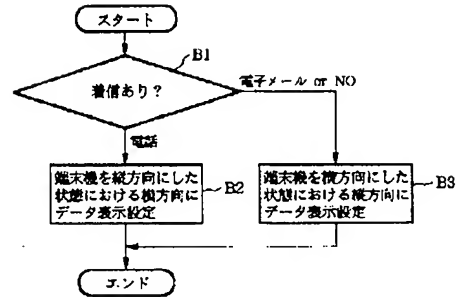 スタート
B1
着信あり?
電子メール or NO
電話
端末機を縦方向にした
状態における横方向に
データ表示設定
B2
端末機を横方向にした
状態における縦方向に
データ表示設定
B3
エンド